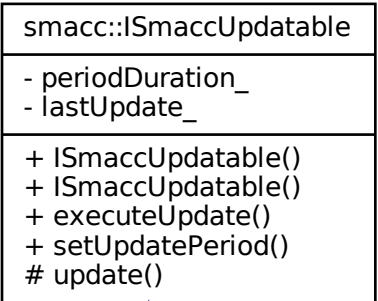 smacc::ISmaccUpdatable
- periodDuration_
- lastUpdate_
+ ISmaccUpdatable()
+ ISmaccUpdatable()
+ executeUpdate()
+ setUpdatePeriod()
# update()